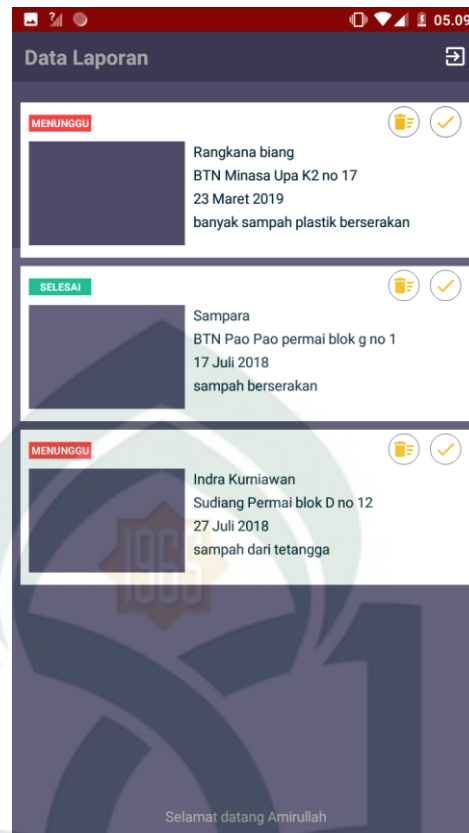 05.09
Data Laporan
MENUNGGU
Rangkana biang
BTN Minasa Upa K2 no 17
23 Maret 2019
banyak sampah plastik berserakan
SELESAI
Sampara
BTN Pao Pao permai blok g no 1
17 Juli 2018
sampah berserakan
MENUNGGU
Indra Kurniawan
Sudiang Permai blok D no 12
27 Juli 2018
sampah dari tetangga
1965
Selamat datang Amirullah